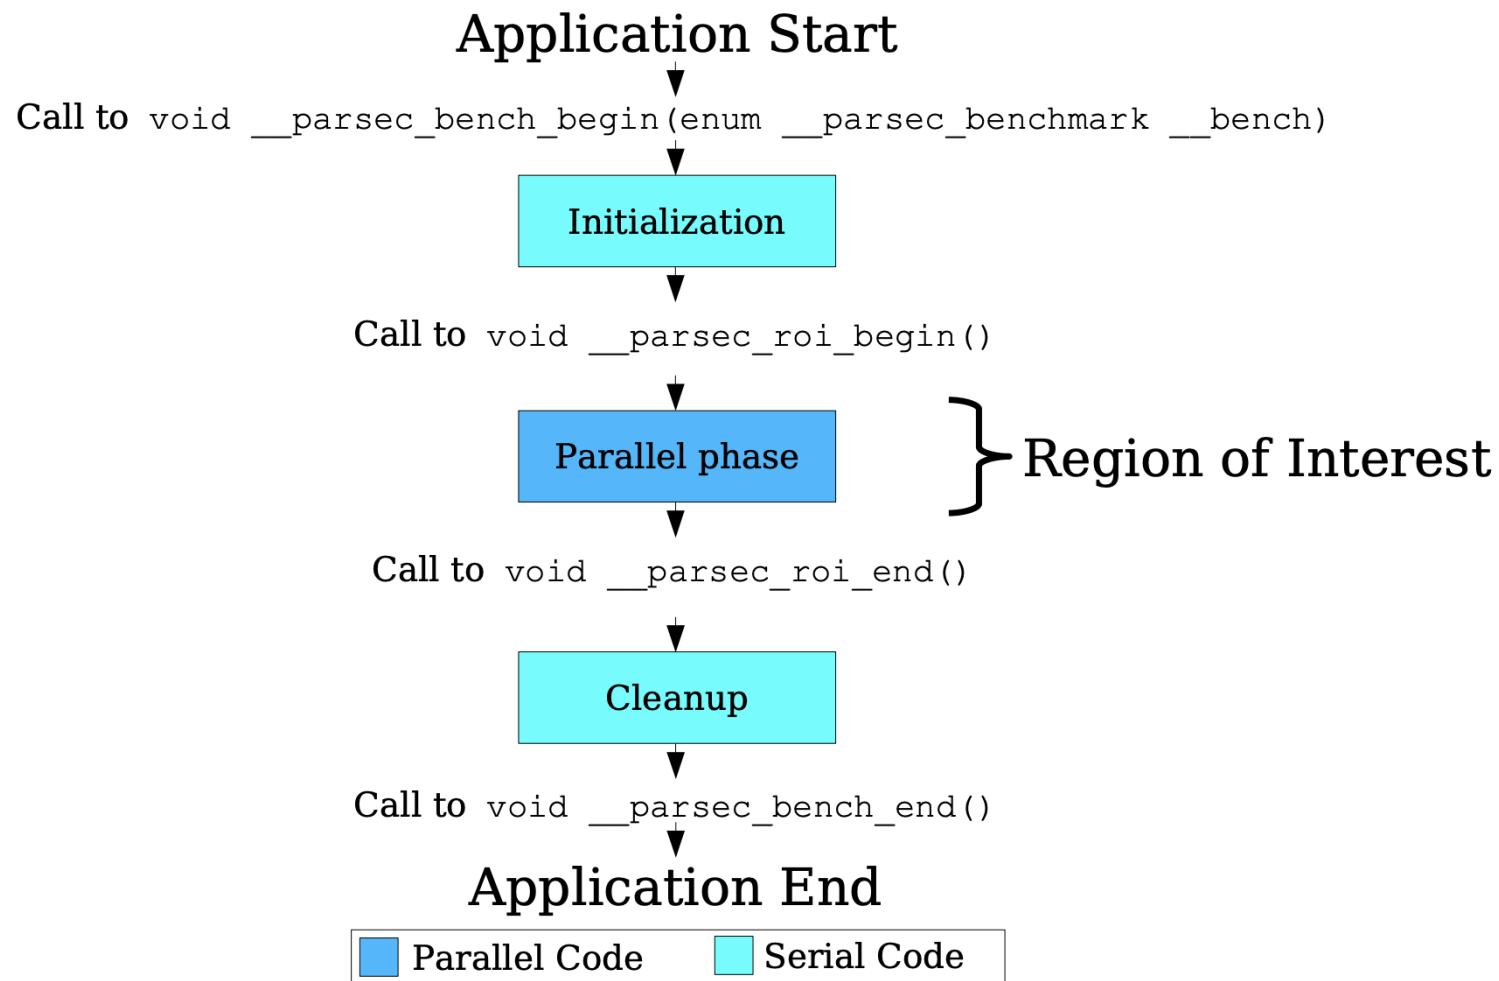 Application Start
Call to void __parsec_bench_begin(enum __parsec_benchmark __bench)
Initialization
Call to void __parsec_roi_begin()
Parallel phase
Region of Interest
Call to void __parsec_roi_end()
Cleanup
Call to void __parsec_bench_end()
Application End
Parallel Code Serial Code